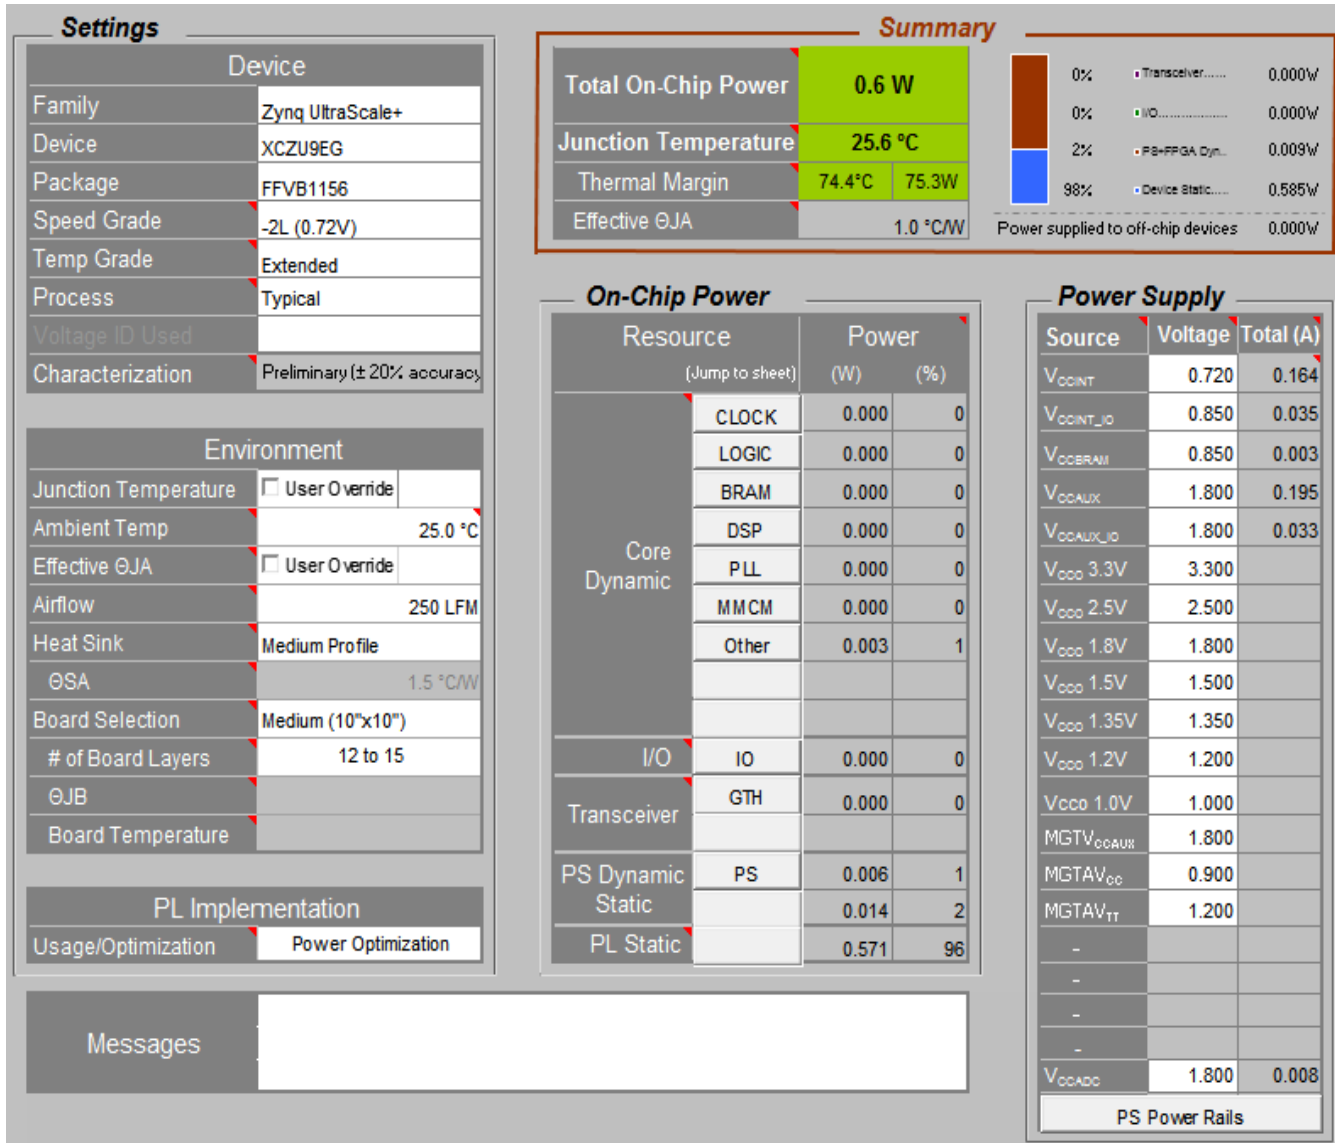 Settings
Device
Family Zynq UltraScale+
Device XCZU9EG
Package FFVB1156
Speed Grade -2L (0.72V)
Temp Grade Extended
Process Typical
Voltage ID Used
Characterization Preliminary (± 20% accuracy
Environment
Junction Temperature User Override
Ambient Temp 25.0 °C
Effective ΘJA User Override
Airflow 250 LFM
Heat Sink Medium Profile
ΘSA 1.5 °C/W
Board Selection Medium (10"x10")
# of Board Layers 12 to 15
ΘJB
Board Temperature
PL Implementation
Usage/Optimization Power Optimization
Messages
Summary
Total On-Chip Power 0.6 W
Junction Temperature 25.6 °C
Thermal Margin 74.4°C 75.3W
Effective ΘJA 1.0 °C/W
0% Transceiver...... 0.000W
0% I/O................... 0.000W
2% PS+FPGA Dyn.. 0.009W
98% Device Static..... 0.585W
Power supplied to off-chip devices 0.000W
On-Chip Power
Resource Power
(Jump to sheet) (W) (%)
Core Dynamic
CLOCK 0.000 0
LOGIC 0.000 0
BRAM 0.000 0
DSP 0.000 0
PLL 0.000 0
MMCM 0.000 0
Other 0.003 1
I/O IO 0.000 0
Transceiver GTH 0.000 0
PS Dynamic PS 0.006 1
Static 0.014 2
PL Static 0.571 96
Power Supply
Source Voltage Total (A)
VCCINT 0.720 0.164
VCCINT_IO 0.850 0.035
VCCBRAM 0.850 0.003
VCCAUX 1.800 0.195
VCCAUX_IO 1.800 0.033
VCCO 3.3V 3.300
VCCO 2.5V 2.500
VCCO 1.8V 1.800
VCCO 1.5V 1.500
VCCO 1.35V 1.350
VCCO 1.2V 1.200
Vcco 1.0V 1.000
MGTVCCAUX 1.800
MGTAVCC 0.900
MGTAVTT 1.200
-
-
-
-
VCCADC 1.800 0.008
PS Power Rails